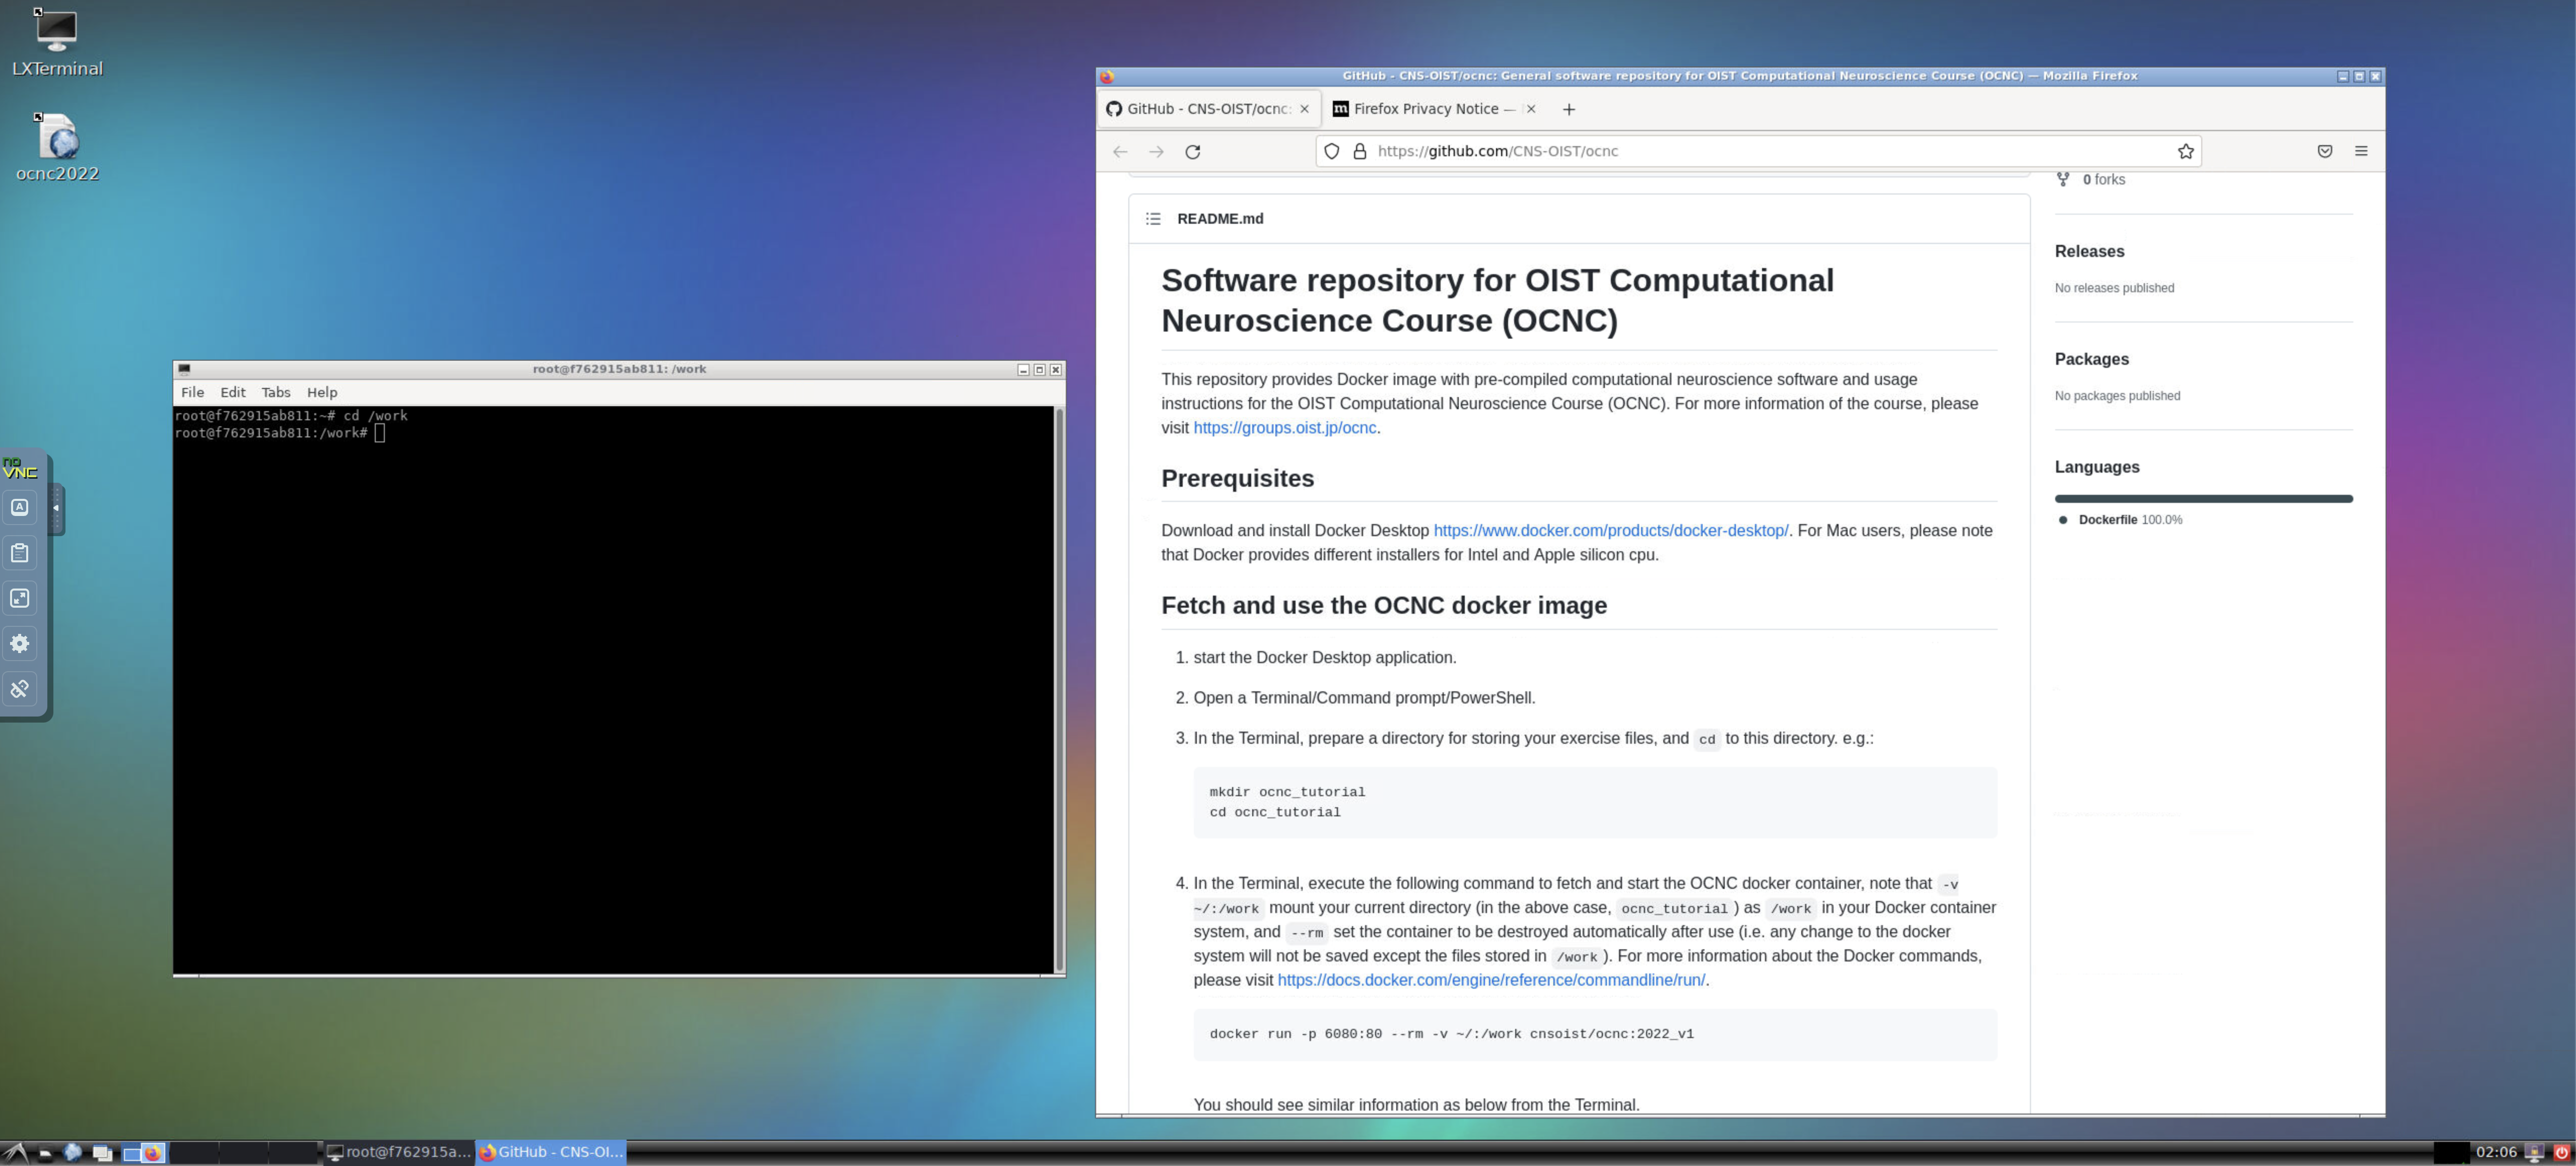 LXTerminal
ocnc2022
root@f762915ab811: /work
File Edit Tabs Help
root@f762915ab811:~# cd /work
root@f762915ab811:/work#
no
VNC
A
GitHub - CNS-OIST/ocnc: General software repository for OIST Computational Neuroscience Course (OCNC) — Mozilla Firefox
GitHub - CNS-OIST/ocnc:
Firefox Privacy Notice —
https://github.com/CNS-OIST/ocnc
README.md
Software repository for OIST Computational
Neuroscience Course (OCNC)
This repository provides Docker image with pre-compiled computational neuroscience software and usage
instructions for the OIST Computational Neuroscience Course (OCNC). For more information of the course, please
visit https://groups.oist.jp/ocnc.
Prerequisites
Download and install Docker Desktop https://www.docker.com/products/docker-desktop/. For Mac users, please note
that Docker provides different installers for Intel and Apple silicon cpu.
Fetch and use the OCNC docker image
1. start the Docker Desktop application.
2. Open a Terminal/Command prompt/PowerShell.
3. In the Terminal, prepare a directory for storing your exercise files, and cd to this directory. e.g.:
mkdir ocnc_tutorial
cd ocnc_tutorial
4. In the Terminal, execute the following command to fetch and start the OCNC docker container, note that -v
~/:/work mount your current directory (in the above case, ocnc_tutorial ) as /work in your Docker container
system, and --rm set the container to be destroyed automatically after use (i.e. any change to the docker
system will not be saved except the files stored in /work ). For more information about the Docker commands,
please visit https://docs.docker.com/engine/reference/commandline/run/.
docker run -p 6080:80 --rm -v ~/:/work cnsoist/ocnc:2022_v1
You should see similar information as below from the Terminal.
0 forks
Releases
No releases published
Packages
No packages published
Languages
Dockerfile 100.0%
root@f762915a...
GitHub - CNS-OI...
02:06